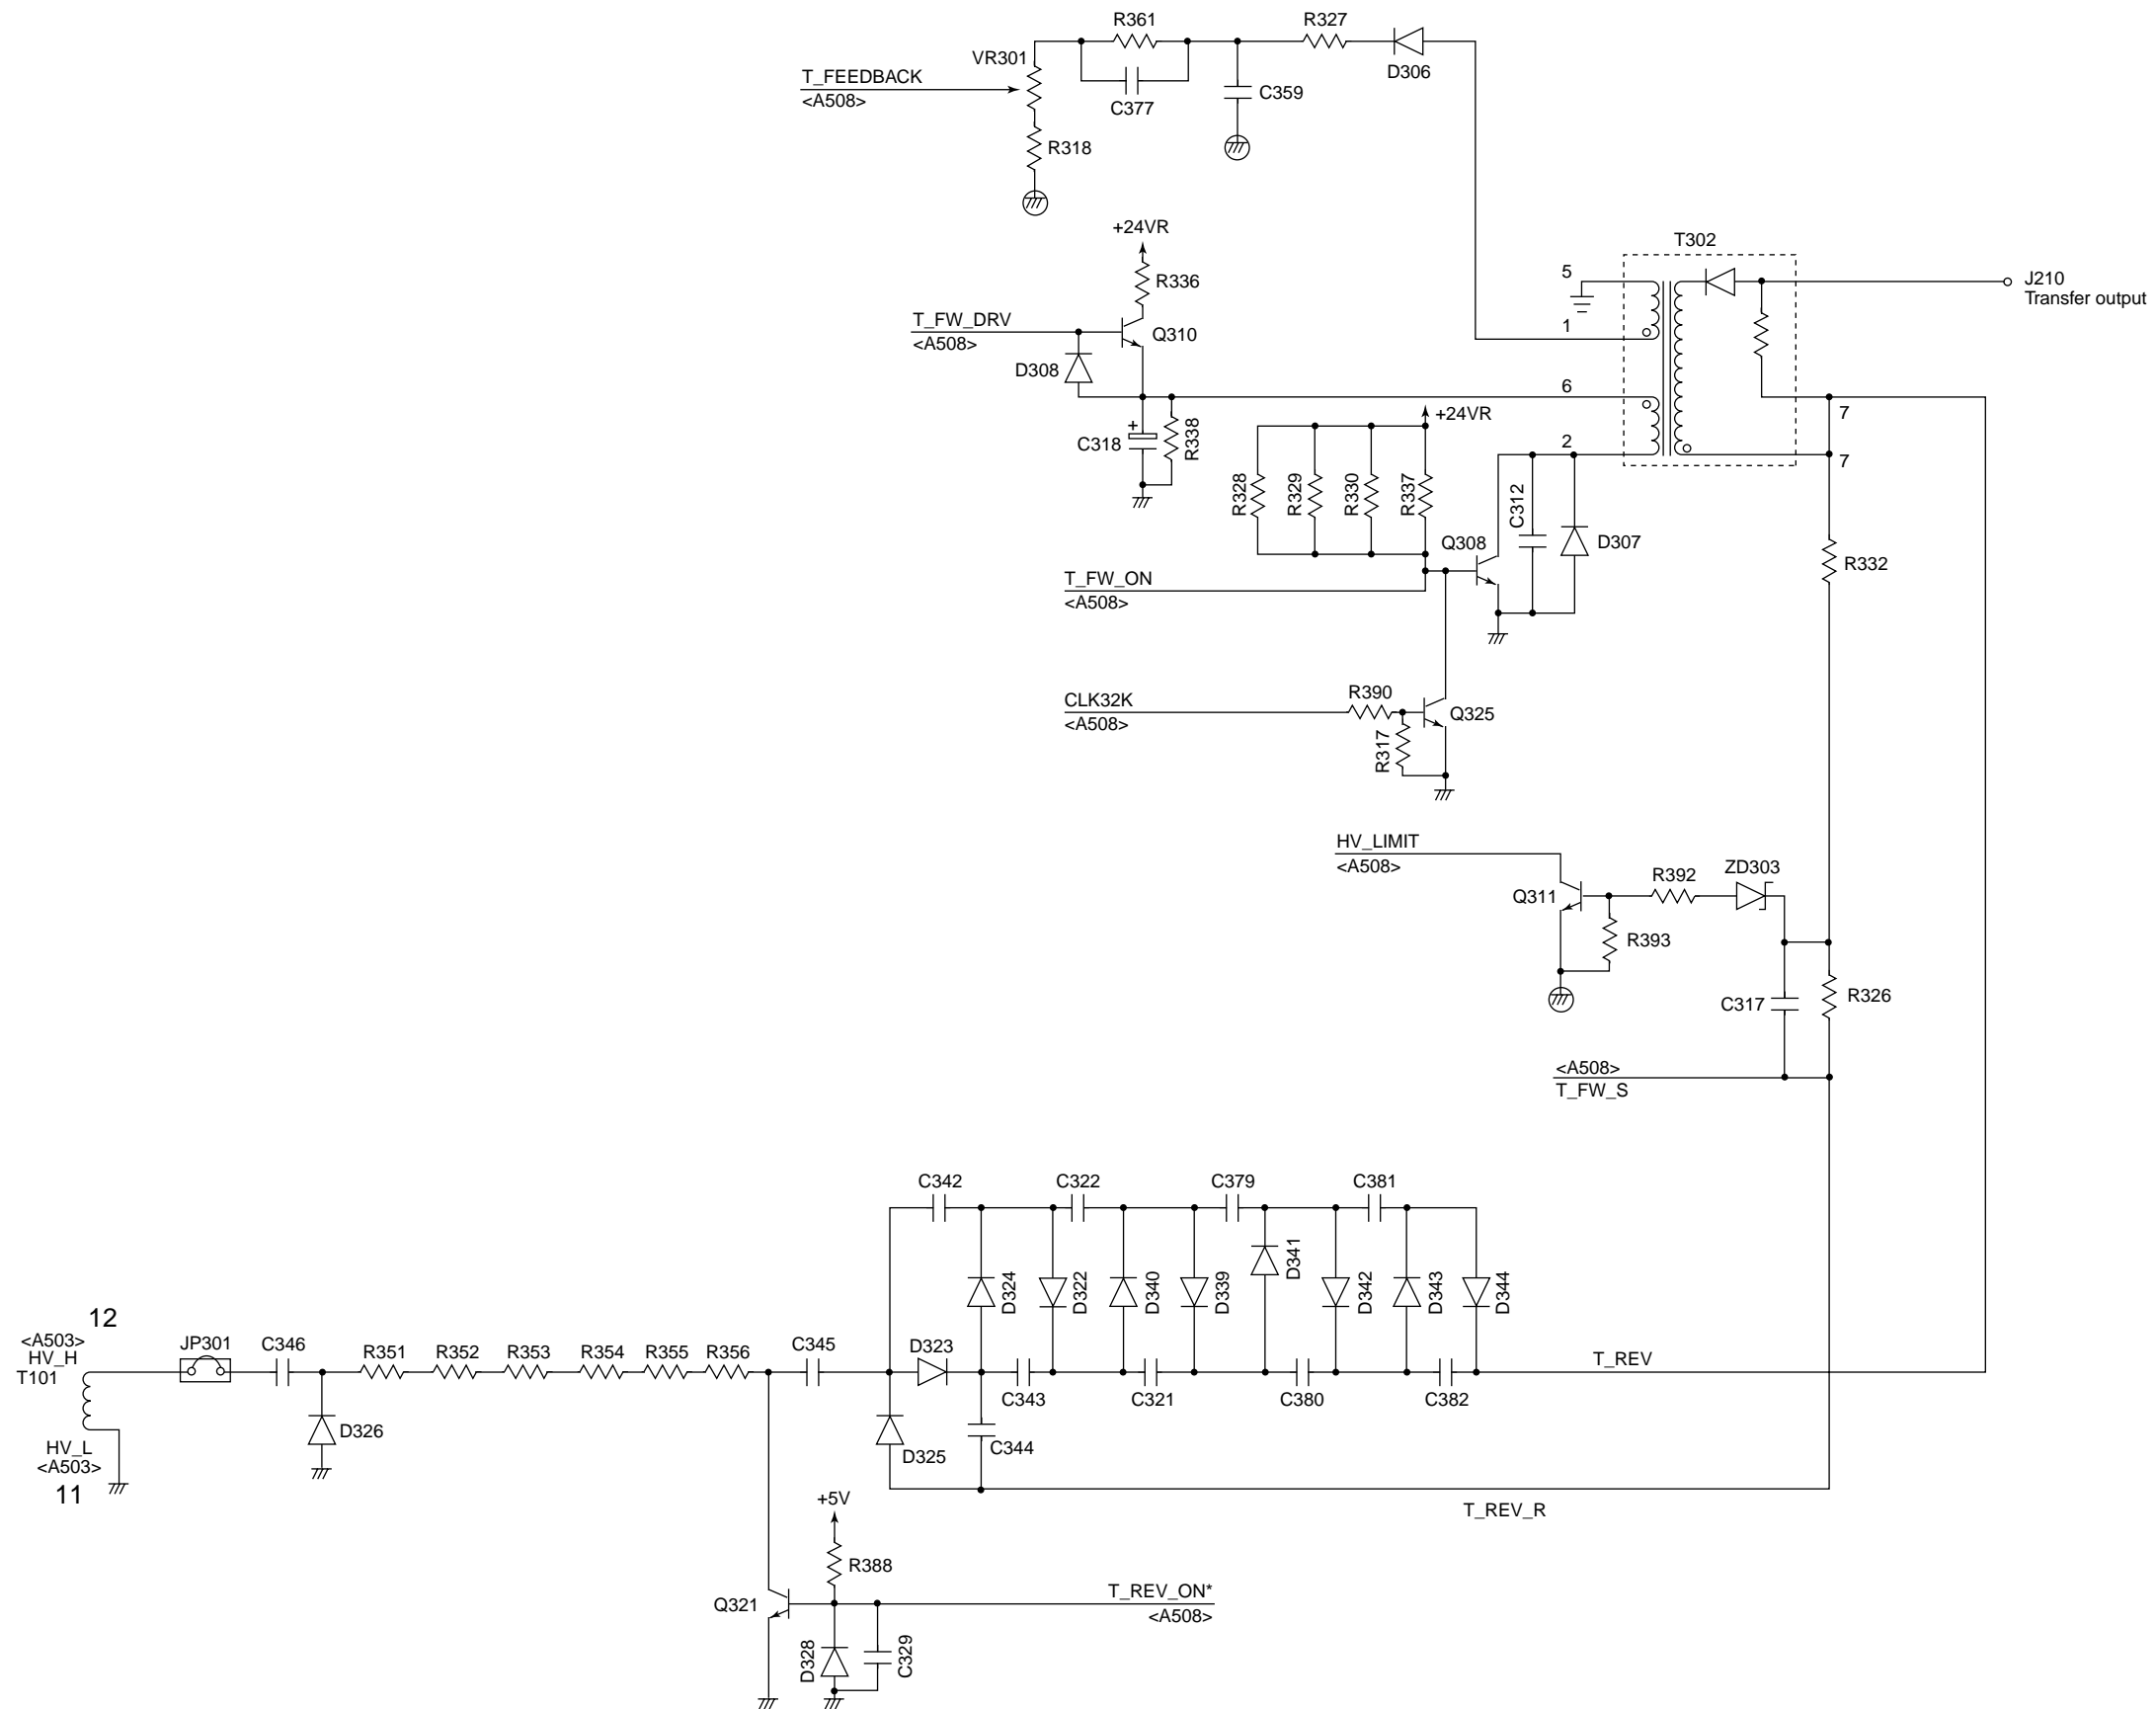 R361
R327
VR301
D306
T_FEEDBACK
<A508>
C377
C359
R318
+24VR
T302
R336
5
J210
Transfer output
T_FW_DRV
<A508>
Q310
1
D308
6
+24VR
7
C318
+
R338
2
7
R328
R329
R330
R337
C312
Q308
D307
R332
T_FW_ON
<A508>
CLK32K
<A508>
R390
Q325
R317
HV_LIMIT
<A508>
R392
ZD303
Q311
R393
C317
R326
<A508>
T_FW_S
C342
C322
C379
C381
D324
D322
D340
D339
D341
D342
D343
D344
12
<A503>
HV_H
T101
JP301
C346
R351
R352
R353
R354
R355
R356
C345
D323
T_REV
C343
C321
C380
C382
D326
D325
C344
HV_L
<A503>
11
+5V
T_REV_R
R388
Q321
T_REV_ON*
<A508>
D328
C329